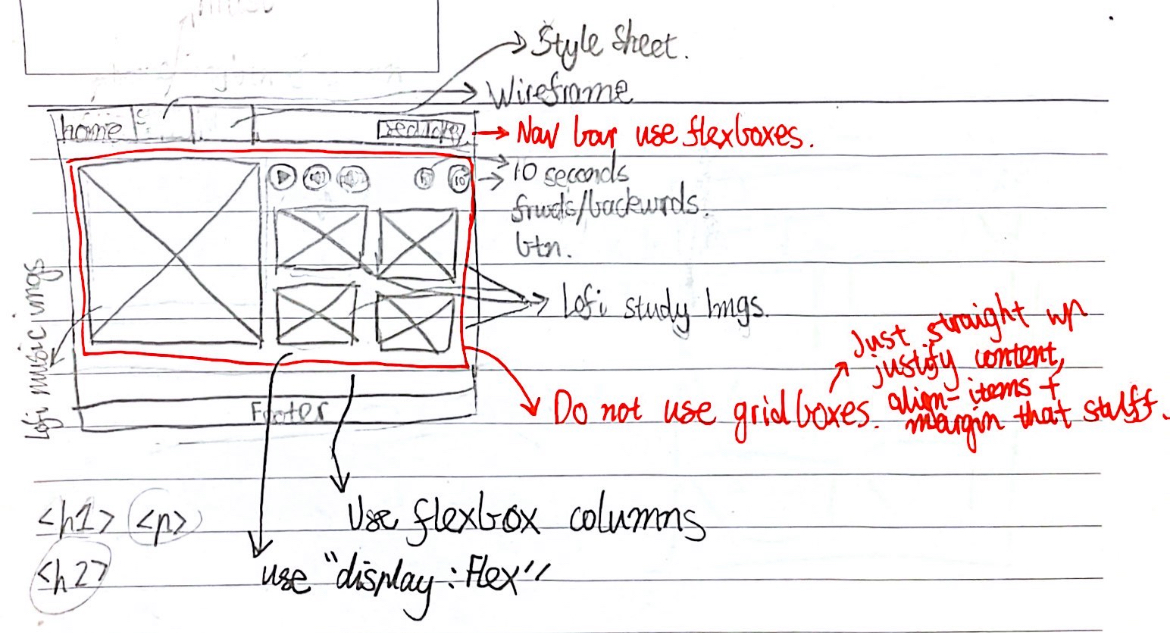 Style Sheet.
Wireframe
home
Nav bar use flexboxes.
10 seconds
frwds/backwrds.
btn.
10
Lofi study Imgs.
lofi music imgs
Just straight up
justify content,
align-items +
margin that stuff.
Do not use gridboxes.
Footer
Use flexbox columns
<h1> <p>
<h2>
use "display: Flex"